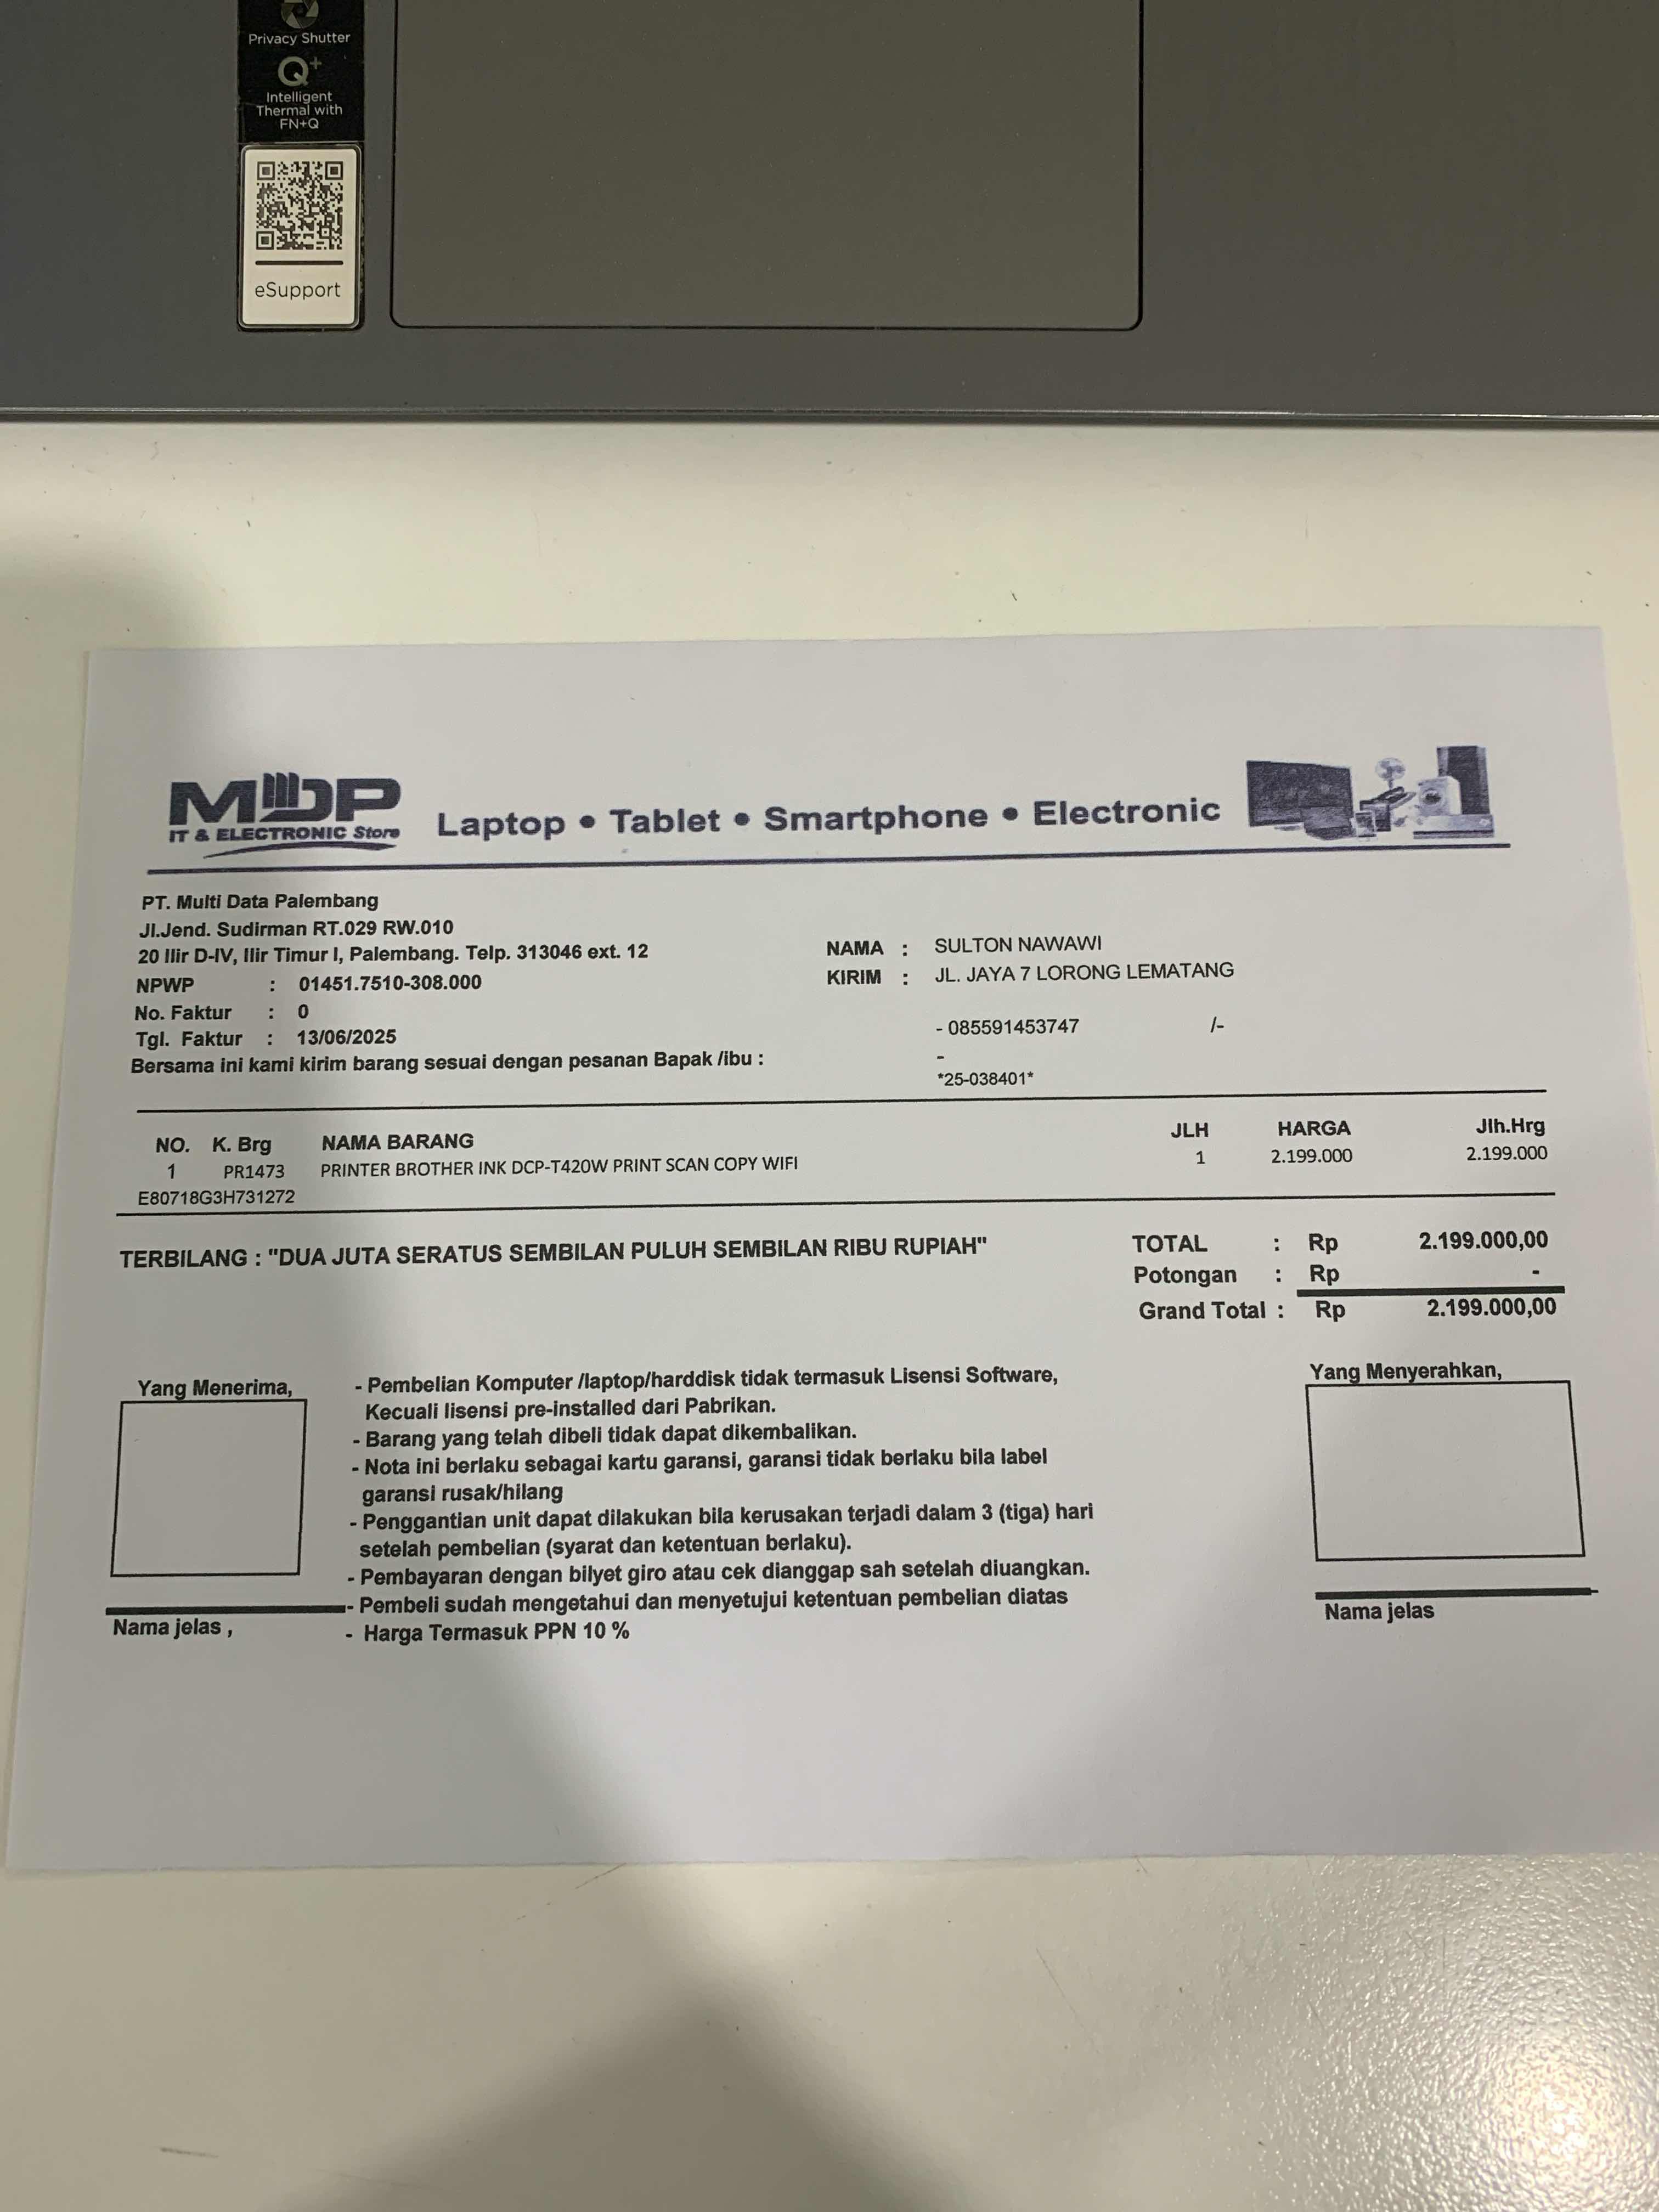 Privacy Shutter
Q+
Intelligent
Thermal with
FN+Q
eSupport
MDP
IT & ELECTRONIC Store
Laptop • Tablet • Smartphone • Electronic
PT. Multi Data Palembang
Jl.Jend. Sudirman RT.029 RW.010
20 Ilir D-IV, Ilir Timur I, Palembang. Telp. 313046 ext. 12
NPWP : 01451.7510-308.000
No. Faktur : 0
Tgl. Faktur : 13/06/2025
Bersama ini kami kirim barang sesuai dengan pesanan Bapak /ibu :
NAMA : SULTON NAWAWI
KIRIM : JL. JAYA 7 LORONG LEMATANG
- 085591453747 /-
-
*25-038401*
NO. K. Brg NAMA BARANG JLH HARGA Jlh.Hrg
1 PR1473 PRINTER BROTHER INK DCP-T420W PRINT SCAN COPY WIFI 1 2.199.000 2.199.000
E80718G3H731272
TERBILANG : "DUA JUTA SERATUS SEMBILAN PULUH SEMBILAN RIBU RUPIAH"
TOTAL : Rp 2.199.000,00
Potongan : Rp -
Grand Total : Rp 2.199.000,00
Yang Menerima,
- Pembelian Komputer /laptop/harddisk tidak termasuk Lisensi Software,
Kecuali lisensi pre-installed dari Pabrikan.
- Barang yang telah dibeli tidak dapat dikembalikan.
- Nota ini berlaku sebagai kartu garansi, garansi tidak berlaku bila label
garansi rusak/hilang
- Penggantian unit dapat dilakukan bila kerusakan terjadi dalam 3 (tiga) hari
setelah pembelian (syarat dan ketentuan berlaku).
- Pembayaran dengan bilyet giro atau cek dianggap sah setelah diuangkan.
- Pembeli sudah mengetahui dan menyetujui ketentuan pembelian diatas
- Harga Termasuk PPN 10 %
Nama jelas ,
Yang Menyerahkan,
Nama jelas